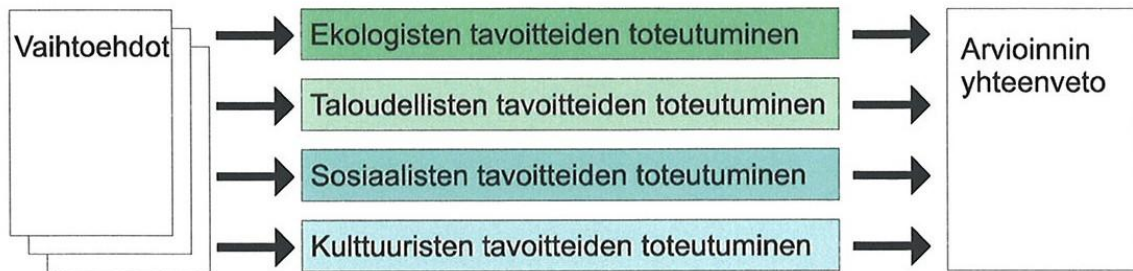 Vaihtoehdot
Ekologisten tavoitteiden toteutuminen
Taloudellisten tavoitteiden toteutuminen
Sosiaalisten tavoitteiden toteutuminen
Kulttuuristen tavoitteiden toteutuminen
Arvioinnin
yhteenveto